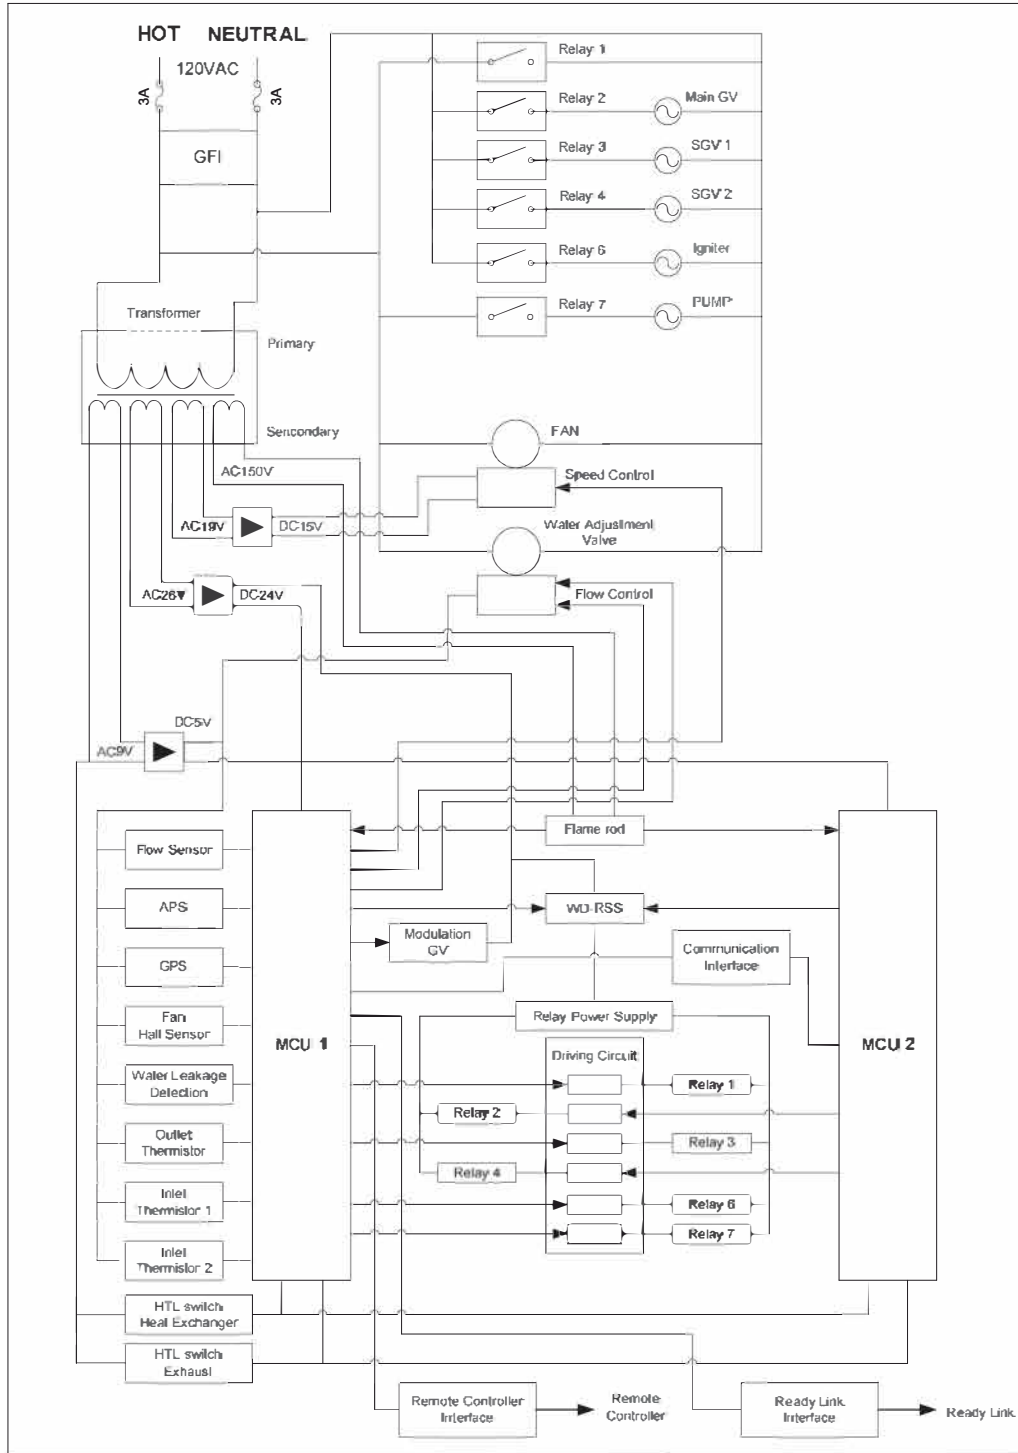 HOT NEUTRAL
120VAC
3A
3A
GFI
Relay 1
Relay 2
Main GV
Relay 3
SGV 1
Relay 4
SGV 2
Relay 6
Igniter
Relay 7
PUMP
Transformer
Primary
Sencondary
FAN
AC150V
Speed Control
AC19V
DC15V
Water Adjustment
Valve
AC26V
DC24V
Flow Control
DC5V
AC9V
Flame rod
Flow Sensor
APS
WD-RSS
Modulation
GV
Communication
Interface
GPS
Relay Power Supply
Fan
Hall Sensor
MCU 1
MCU 2
Driving Circuit
Water Leakage
Detection
Relay 1
Relay 2
Outlet
Thermistor
Relay 3
Relay 4
Inlet
Thermistor 1
Relay 6
Relay 7
Inlet
Thermistor 2
HTL switch
Heat Exchanger
HTL switch
Exhaust
Remote Controller
Interface
Remote
Controller
Ready Link
Interface
Ready Link